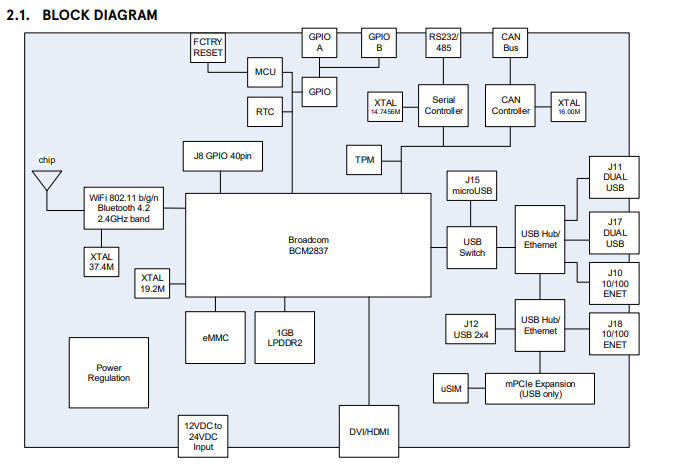 2.1. BLOCK DIAGRAM
FCTRY
RESET
GPIO
A
GPIO
B
RS232/
485
CAN
Bus
MCU
GPIO
RTC
XTAL
14.7456M
Serial
Controller
CAN
Controller
XTAL
16.00M
chip
J8 GPIO 40pin
TPM
J15
microUSB
J11
DUAL
USB
WiFi 802.11 b/g/n
Bluetooth 4.2
2.4GHz band
Broadcom
BCM2837
USB
Switch
USB Hub/
Ethernet
J17
DUAL
USB
XTAL
37.4M
XTAL
19.2M
J10
10/100
ENET
eMMC
1GB
LPDDR2
J12
USB 2x4
USB Hub/
Ethernet
J18
10/100
ENET
Power
Regulation
uSIM
mPCIe Expansion
(USB only)
12VDC to
24VDC
Input
DVI/HDMI